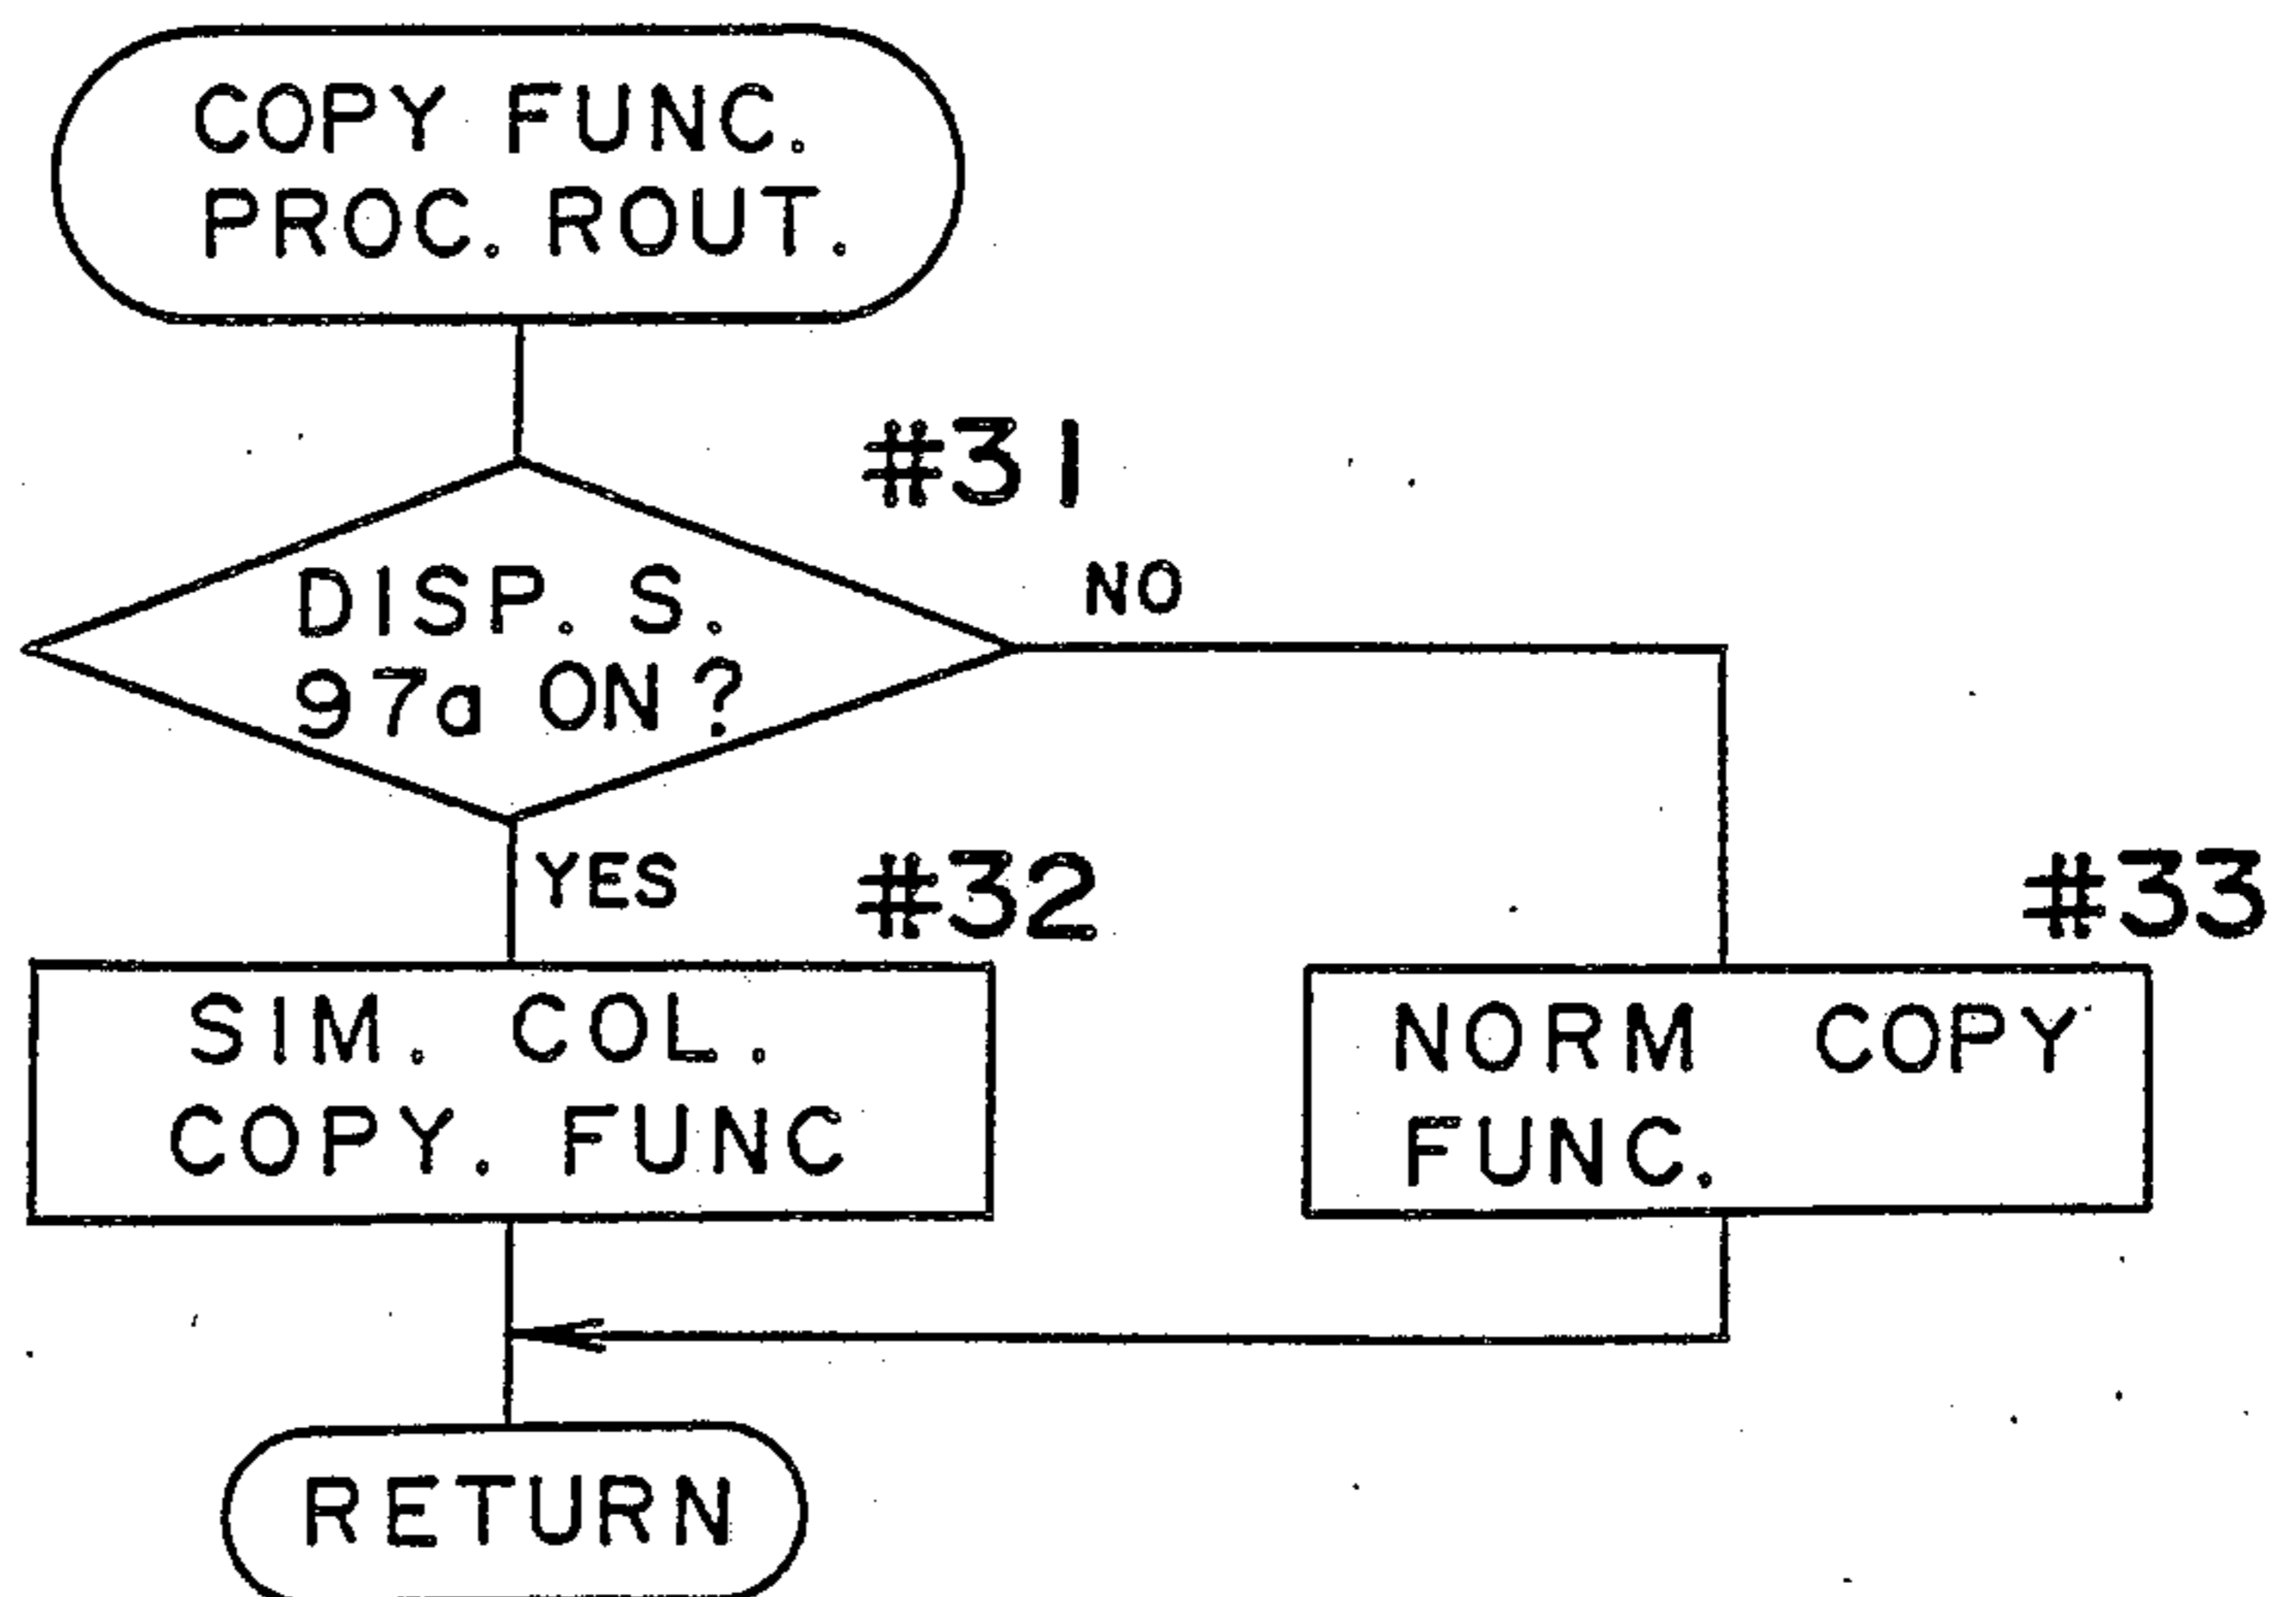 COPY FUNC.
PROC. ROUT.
#31
DISP. S.
97a ON?
NO
YES
#32
#33
SIM. COL.
COPY. FUNC
NORM COPY
FUNC.
RETURN